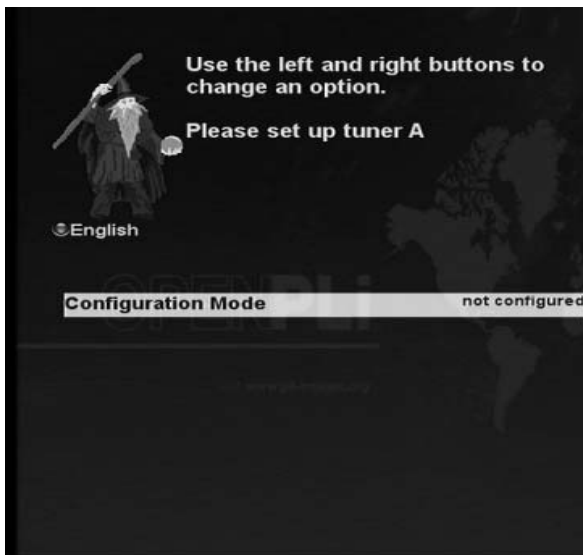 Use the left and right buttons to
change an option.
Please set up tuner A
English
OPENPLi
Configuration Mode not configured